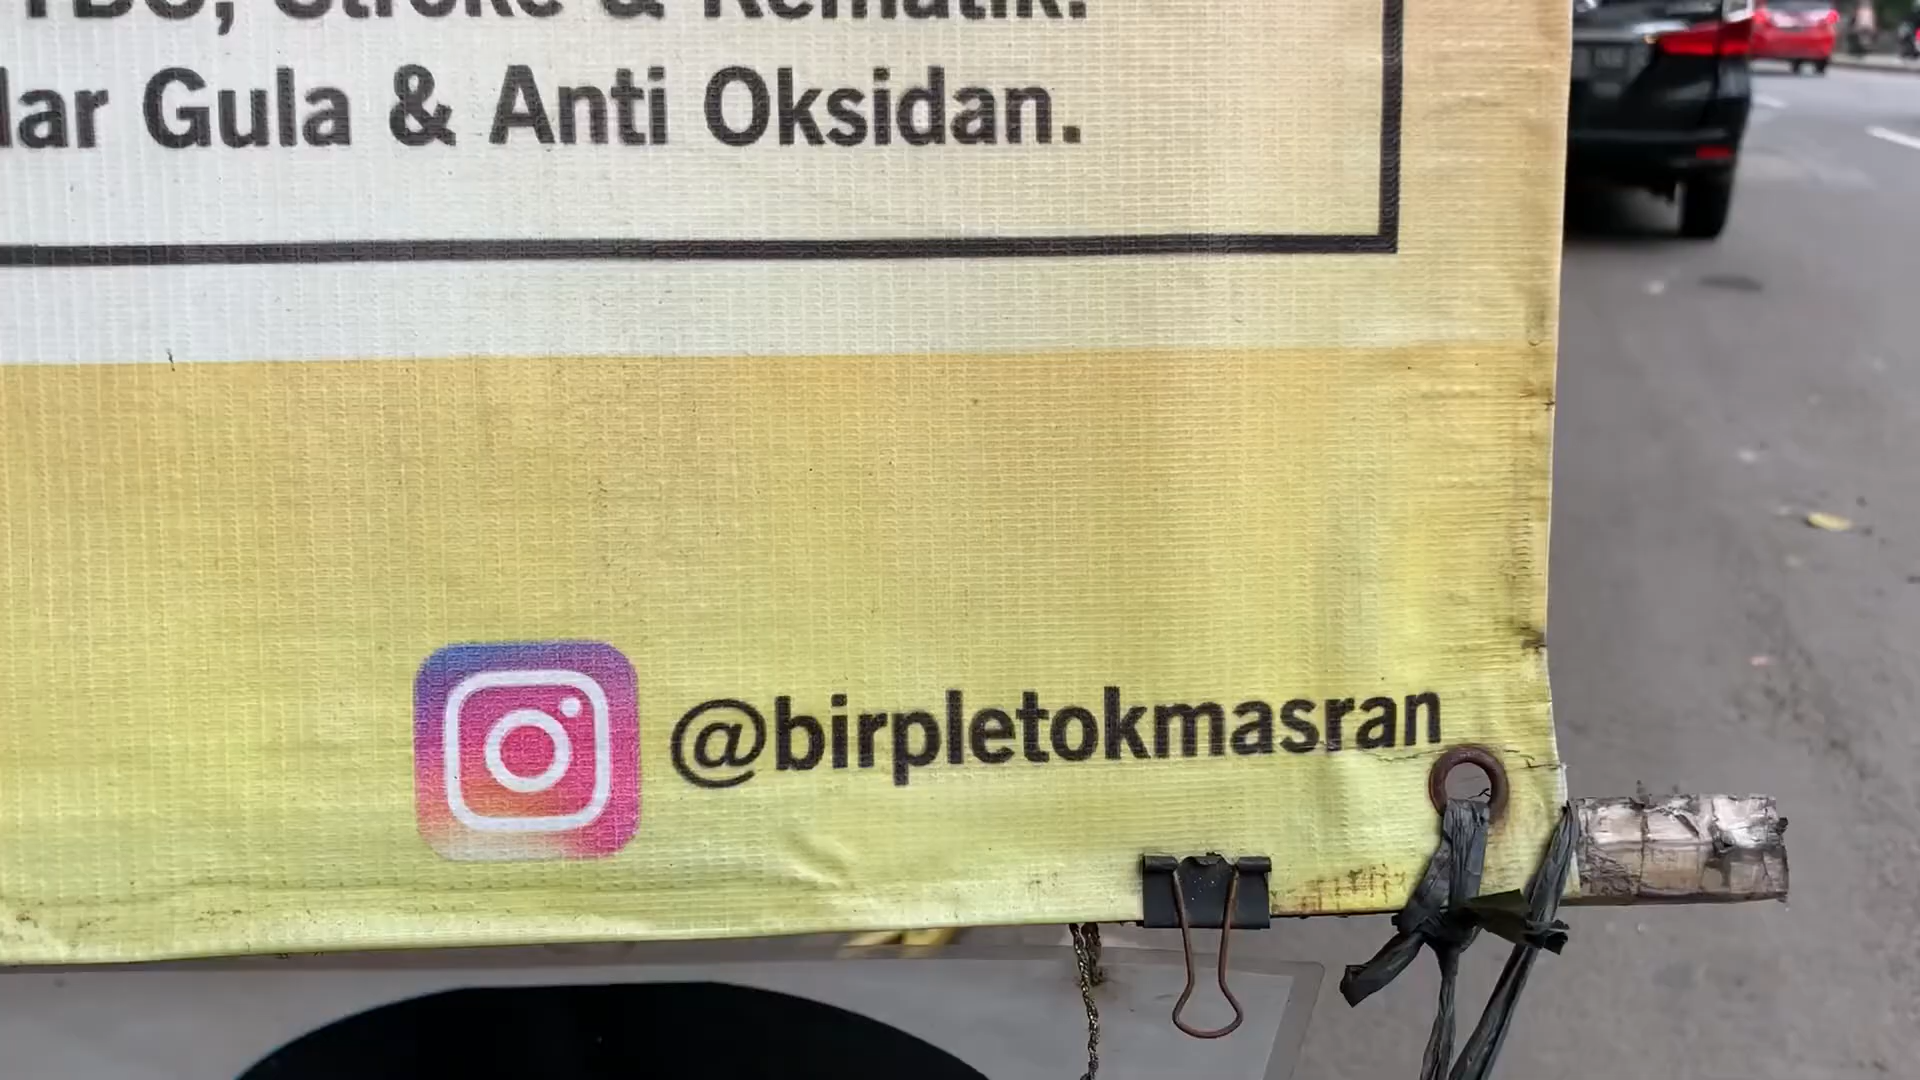 TBC, Stroke & Rematik.
lar Gula & Anti Oksidan.
@birpletokmasran